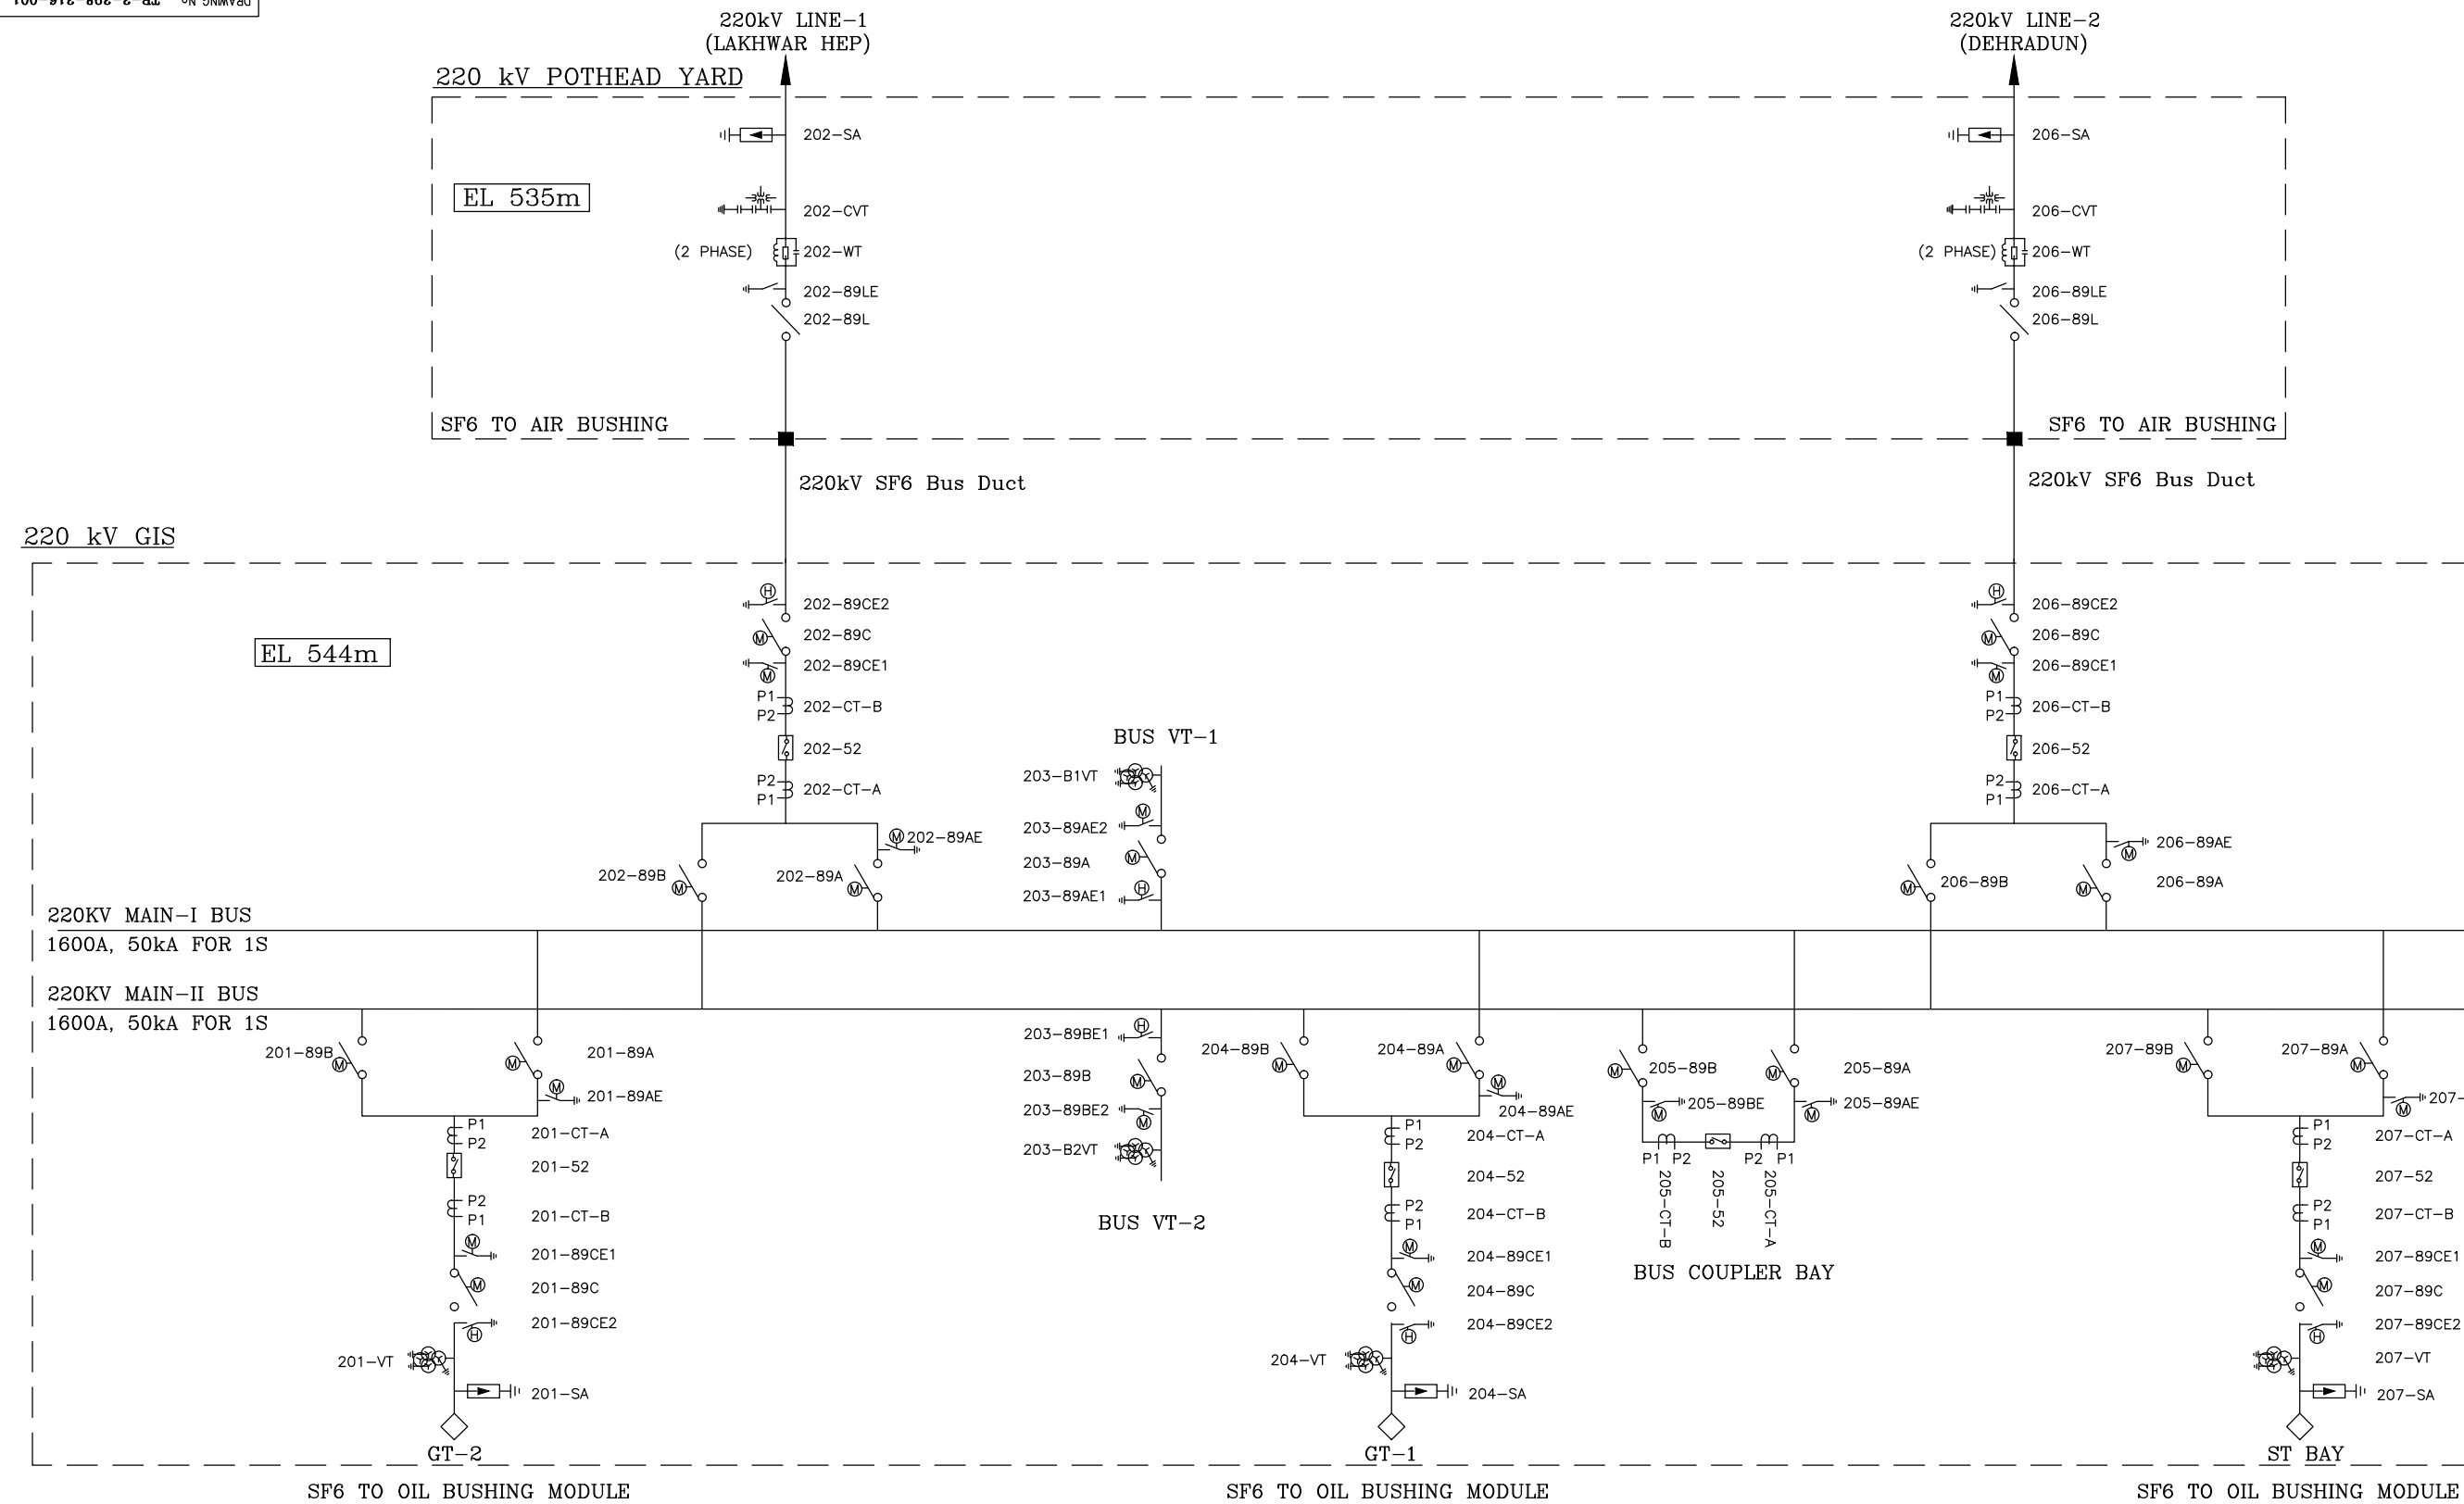 DRAWING No
220kV LINE-1
(LAKHWAR HEP)
220kV LINE-2
(DEHRADUN)
220 kV POTHEAD YARD
202-SA
206-SA
EL 535m
202-CVT
206-CVT
(2 PHASE)
202-WT
(2 PHASE)
206-WT
202-89LE
206-89LE
202-89L
206-89L
SF6 TO AIR BUSHING
SF6 TO AIR BUSHING
220kV SF6 Bus Duct
220kV SF6 Bus Duct
220 kV GIS
H
202-89CE2
H
206-89CE2
EL 544m
M
202-89C
M
206-89C
M
202-89CE1
M
206-89CE1
P1
P2
202-CT-B
P1
P2
206-CT-B
202-52
206-52
P2
P1
202-CT-A
P2
P1
206-CT-A
BUS VT-1
203-B1VT
M
203-89AE2
M
203-89A
H
203-89AE1
M
202-89AE
M
206-89AE
202-89B
M
202-89A
M
M
206-89B
M
206-89A
220KV MAIN-I BUS
1600A, 50kA FOR 1S
220KV MAIN-II BUS
1600A, 50kA FOR 1S
201-89B
M
M
201-89A
M
201-89AE
P1
P2
201-CT-A
201-52
P2
P1
201-CT-B
M
201-89CE1
M
201-89C
201-89CE2
H
201-VT
201-SA
GT-2
SF6 TO OIL BUSHING MODULE
203-89BE1
H
203-89B
M
203-89BE2
M
203-B2VT
BUS VT-2
204-89B
M
204-89A
M
M
204-89AE
P1
P2
204-CT-A
204-52
P2
P1
204-CT-B
M
204-89CE1
M
204-89C
204-89CE2
H
204-VT
204-SA
GT-1
SF6 TO OIL BUSHING MODULE
M
205-89B
M
205-89A
M
205-89BE
M
205-89AE
P1 P2
P2 P1
205-CT-B
205-52
205-CT-A
BUS COUPLER BAY
207-89B
M
207-89A
M
M
207-
P1
P2
207-CT-A
207-52
P2
P1
207-CT-B
M
207-89CE1
M
207-89C
207-89CE2
H
207-VT
207-SA
ST BAY
SF6 TO OIL BUSHING MODULE